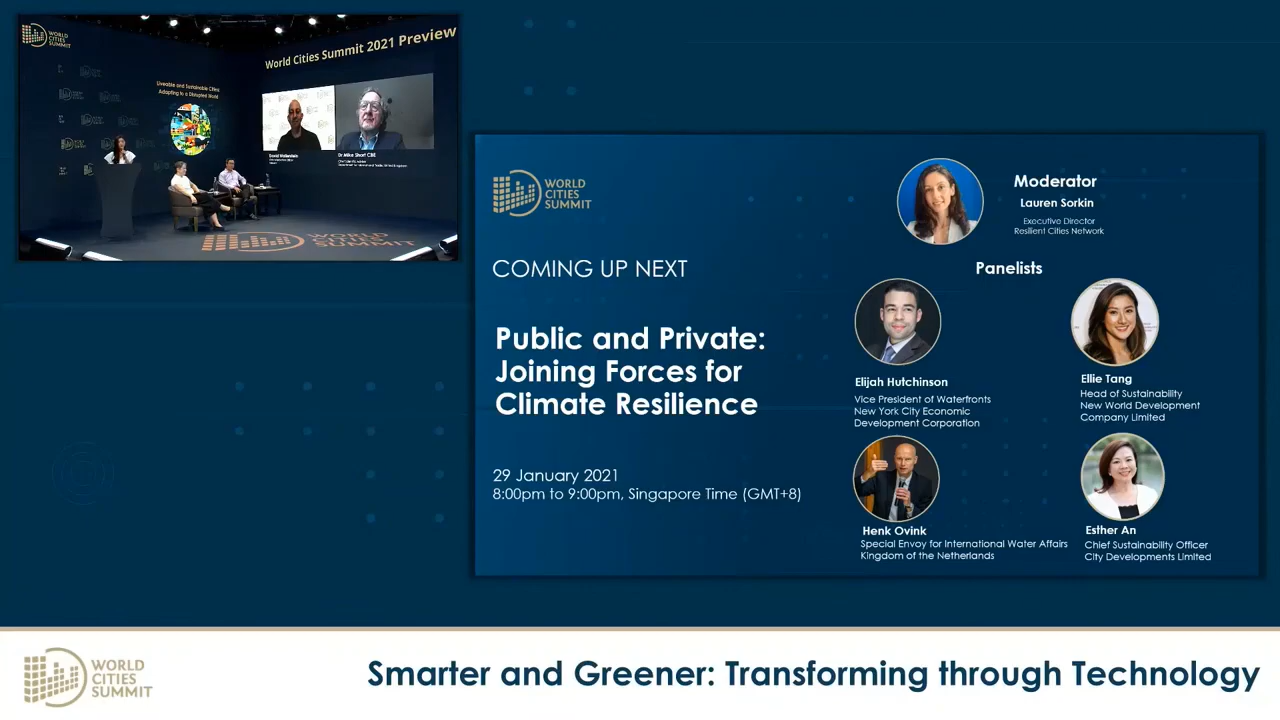 WORLD
CITIES
SUMMIT
World Cities Summit 2021 Preview
Liveable and Sustainable Cities:
Adapting to a Disrupted World
Dr Mike Short CBE
WORLD
CITIES
SUMMIT
COMING UP NEXT
Public and Private:
Joining Forces for
Climate Resilience
29 January 2021
8:00pm to 9:00pm, Singapore Time (GMT+8)
Moderator
Lauren Sorkin
Executive Director
Resilient Cities Network
Panelists
Elijah Hutchinson
Vice President of Waterfronts
New York City Economic
Development Corporation
Ellie Tang
Head of Sustainability
New World Development
Company Limited
Henk Ovink
Special Envoy for International Water Affairs
Kingdom of the Netherlands
Esther An
Chief Sustainability Officer
City Developments Limited
WORLD
CITIES
SUMMIT
Smarter and Greener: Transforming through Technology